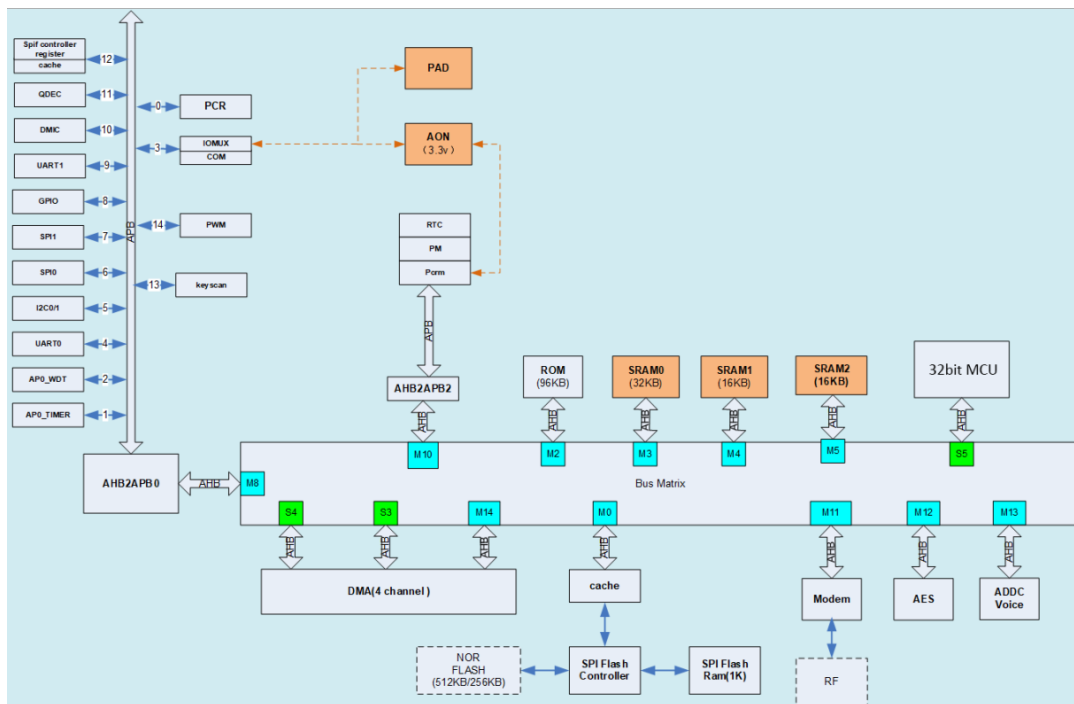 Spif controller
register
cache
12
QDEC
11
DMIC
10
UART1
9
GPIO
8
SPI1
7
SPI0
6
I2C0/1
5
UART0
4
AP0_WDT
2
AP0_TIMER
1
APB
0
PCR
3
IOMUX
COM
14
PWM
13
keyscan
PAD
AON
(3.3v)
RTC
PM
Pcrm
APB
AHB2APB2
AHB
M10
ROM
(96KB)
AHB
M2
SRAM0
(32KB)
AHB
M3
SRAM1
(16KB)
AHB
M4
SRAM2
(16KB)
AHB
M5
32bit MCU
AHB
S5
AHB2APB0
AHB
M8
Bus Matrix
S4
S3
M14
M0
M11
M12
M13
AHB
AHB
AHB
AHB
AHB
AHB
AHB
DMA(4 channel)
cache
Modem
AES
ADDC
Voice
NOR
FLASH
(512KB/256KB)
SPI Flash
Controller
SPI Flash
Ram(1K)
RF